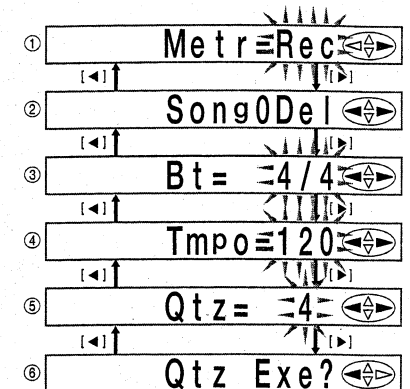 ① Metr=Rec
[◀] [▶]
② Song0Del
[◀] [▶]
③ Bt= 4/4
[◀] [▶]
④ Tmpo=120
[◀] [▶]
⑤ Qtz= 4
[◀] [▶]
⑥ Qtz Exe?